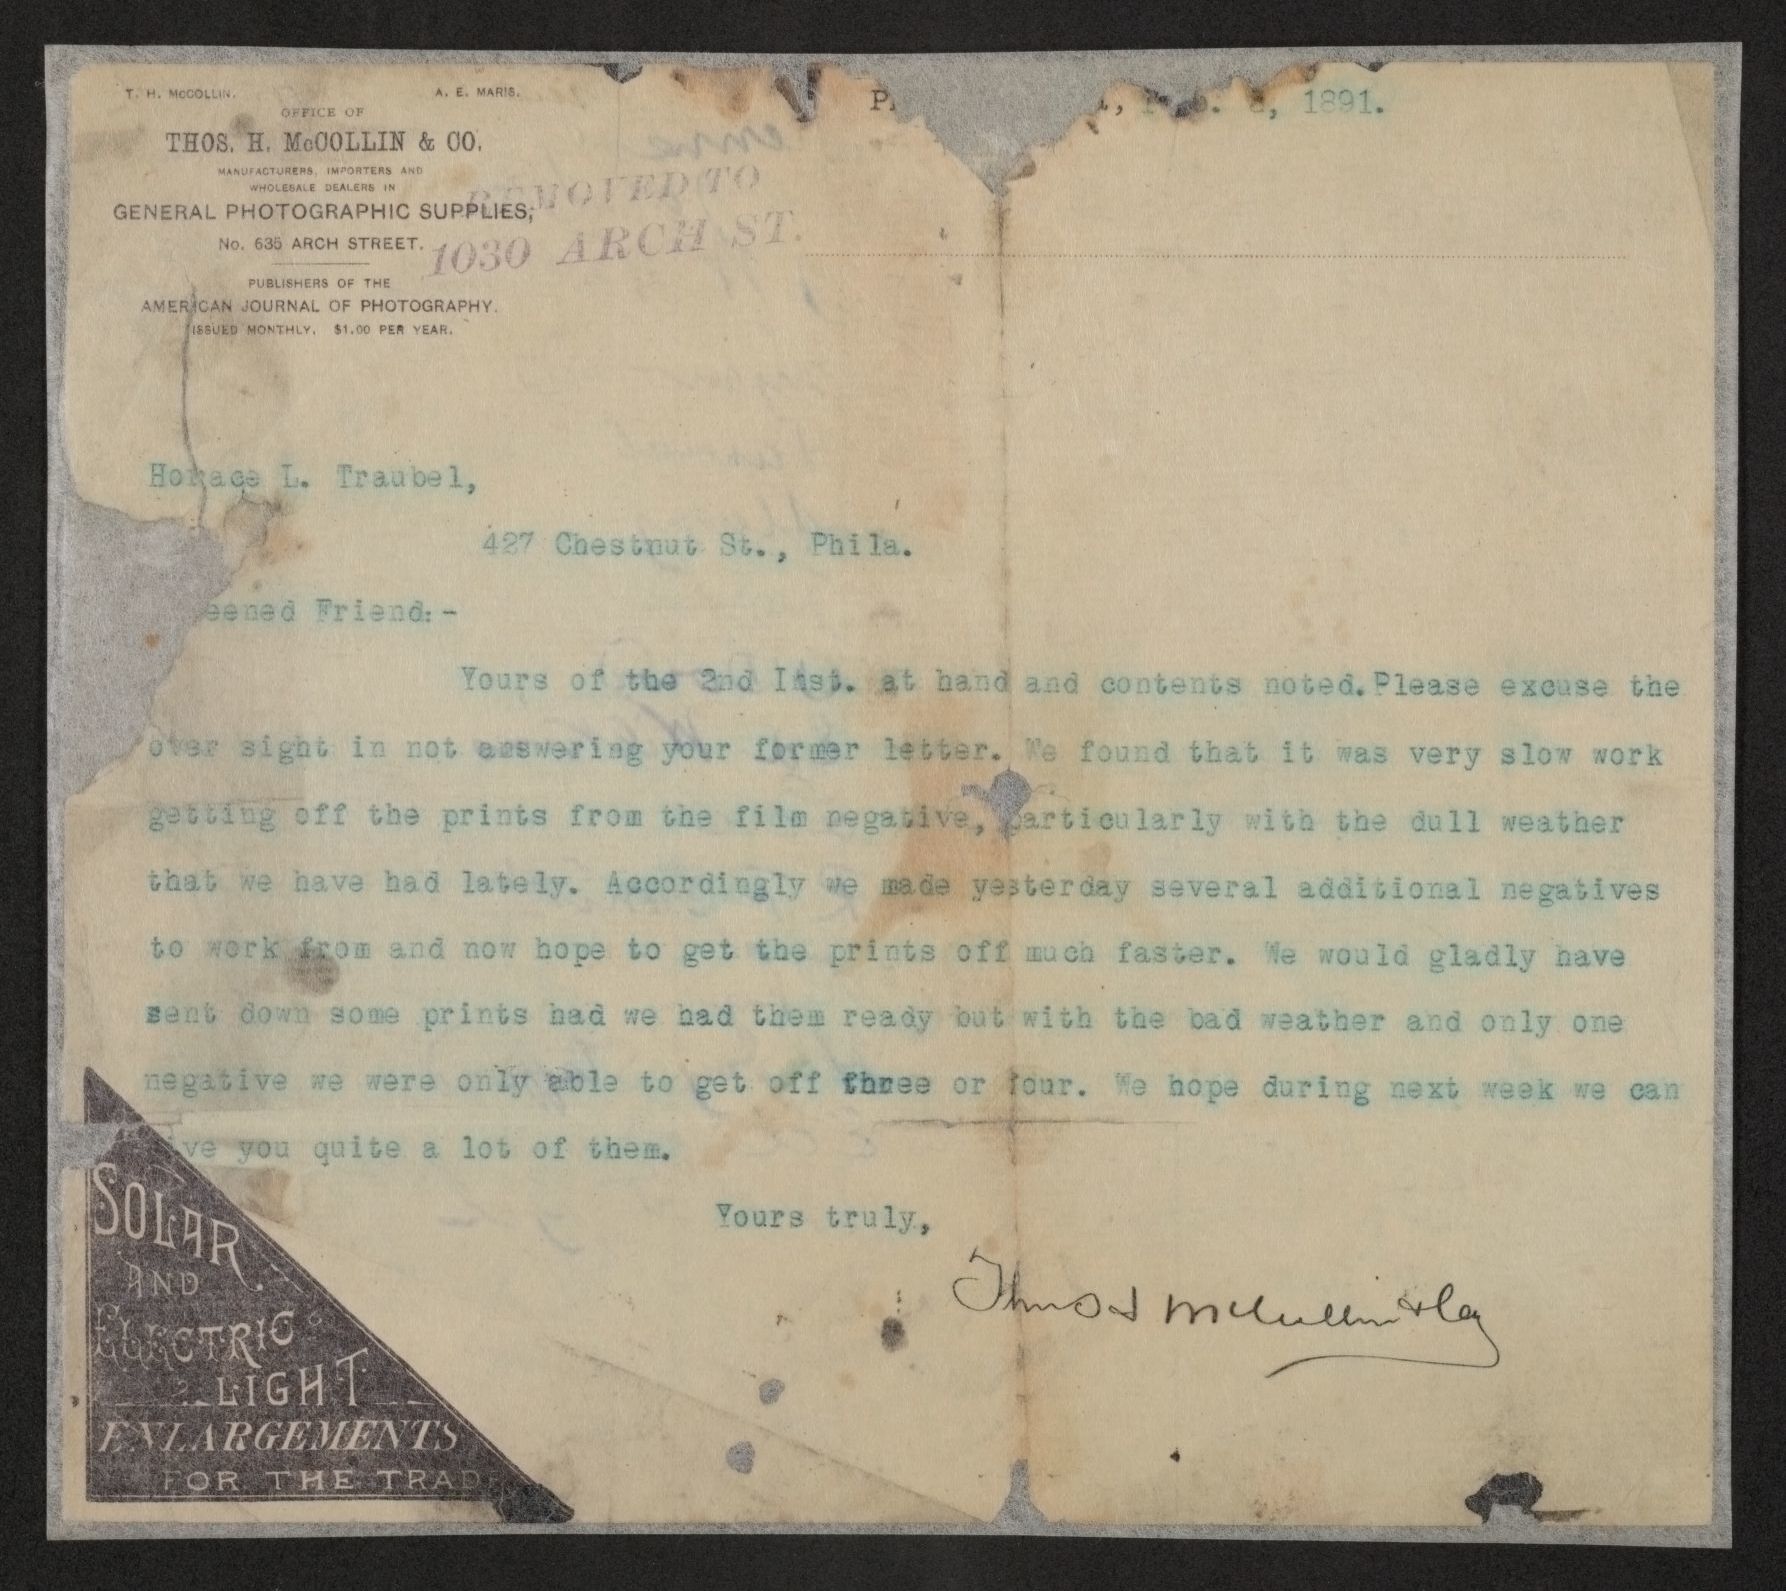 T. H. McCOLLIN. A. E. MARIS.
OFFICE OF
THOS. H. McCOLLIN & CO.
MANUFACTURERS, IMPORTERS AND
WHOLESALE DEALERS IN
GENERAL PHOTOGRAPHIC SUPPLIES,
No. 635 ARCH STREET.
REMOVED TO
1030 ARCH ST.
PUBLISHERS OF THE
AMERICAN JOURNAL OF PHOTOGRAPHY.
ISSUED MONTHLY. $1.00 PER YEAR.
1891.
Horace L. Traubel,
427 Chestnut St., Phila.
eened Friend:-
Yours of the 2nd Inst. at hand and contents noted.Please excuse the
over sight in not answering your former letter. We found that it was very slow work
getting off the prints from the film negative, particularly with the dull weather
that we have had lately. Accordingly we made yesterday several additional negatives
to work from and now hope to get the prints off much faster. We would gladly have
sent down some prints had we had them ready but with the bad weather and only one
negative we were only able to get off three or four. We hope during next week we can
ive you quite a lot of them.
Yours truly,
Thos H McCollin & Co
SOLAR
AND
ELECTRIC
LIGHT
ENLARGEMENTS
FOR THE TRAD